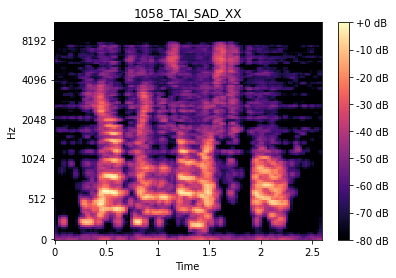 1058_TAI_SAD_XX
+0 dB
8192
-10 dB
4096
-20 dB
-30 dB
2048
Hz
-40 dB
1024
-50 dB
512
-60 dB
-70 dB
0
-80 dB
0 0.5 1 1.5 2 2.5
Time